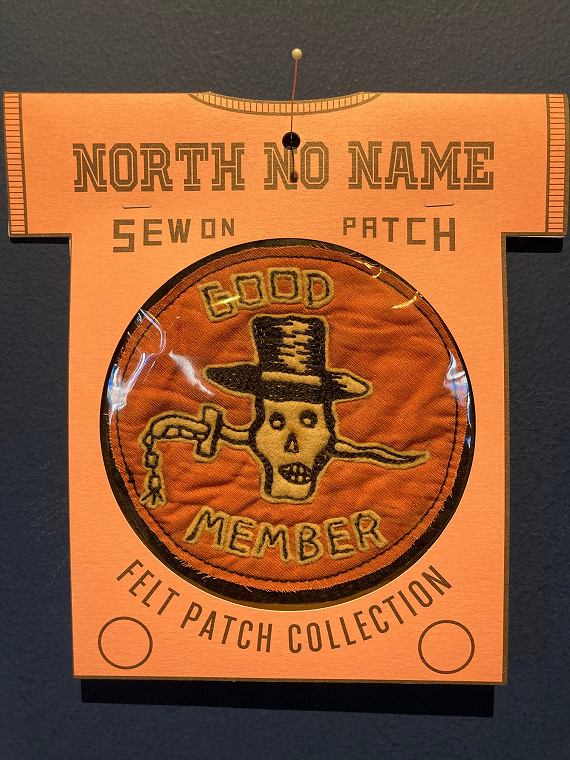 NORTH NO NAME
SEW ON PATCH
GOOD
MEMBER
FELT PATCH COLLECTION